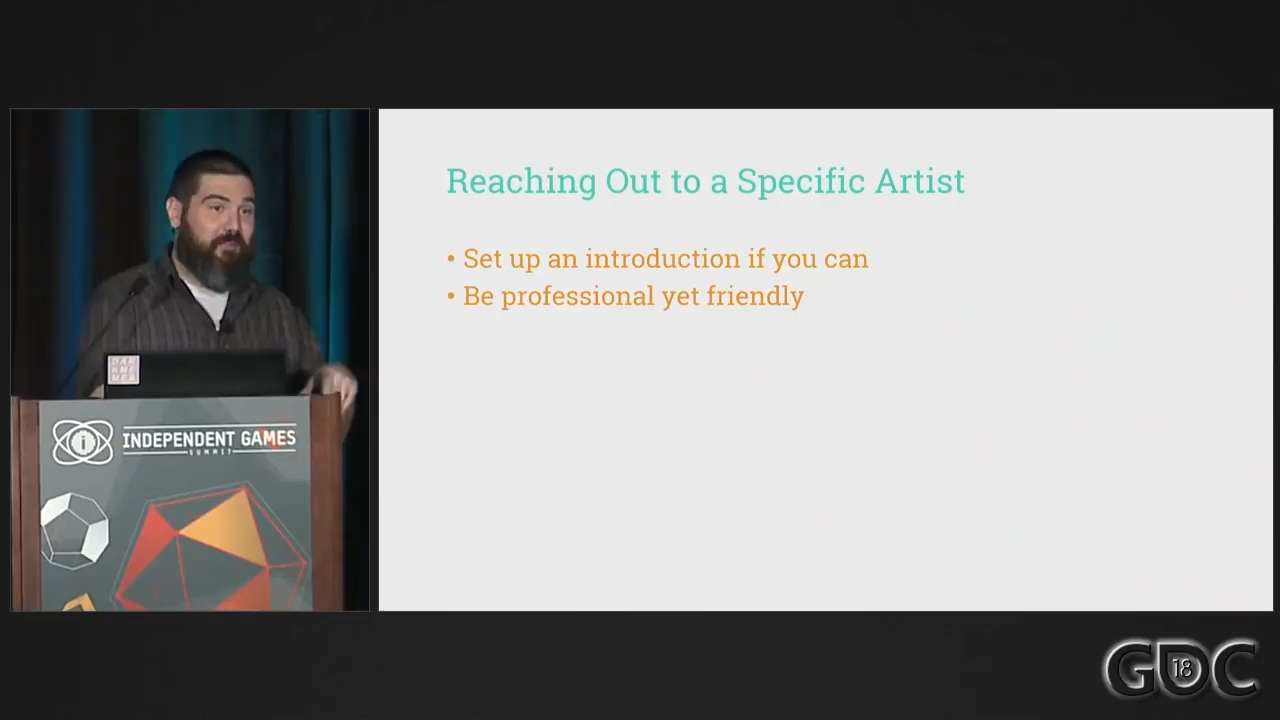 Reaching Out to a Specific Artist
• Set up an introduction if you can
• Be professional yet friendly
INDEPENDENT GAMES
SUMMIT
GDC
18